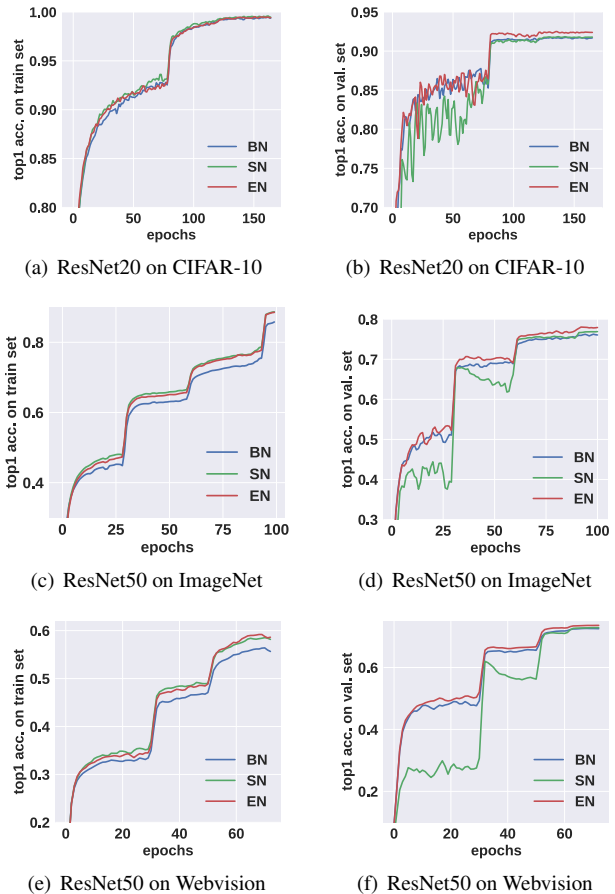 1.00
0.95
0.90
0.85
0.80
top1 acc. on train set
BN
SN
EN
0 50 100 150
epochs
(a) ResNet20 on CIFAR-10
0.95
0.90
0.85
0.80
0.75
0.70
top1 acc. on val. set
BN
SN
EN
0 50 100 150
epochs
(b) ResNet20 on CIFAR-10
0.8
0.6
0.4
top1 acc. on train set
BN
SN
EN
0 25 50 75 100
epochs
(c) ResNet50 on ImageNet
0.8
0.7
0.6
0.5
0.4
0.3
top1 acc. on val. set
BN
SN
EN
0 20 40 60 80 100
epochs
(d) ResNet50 on ImageNet
0.6
0.5
0.4
0.3
0.2
top1 acc. on train set
BN
SN
EN
0 20 40 60
epochs
(e) ResNet50 on Webvision
0.6
0.4
0.2
top1 acc. on val. set
BN
SN
EN
0 20 40 60
epochs
(f) ResNet50 on Webvision